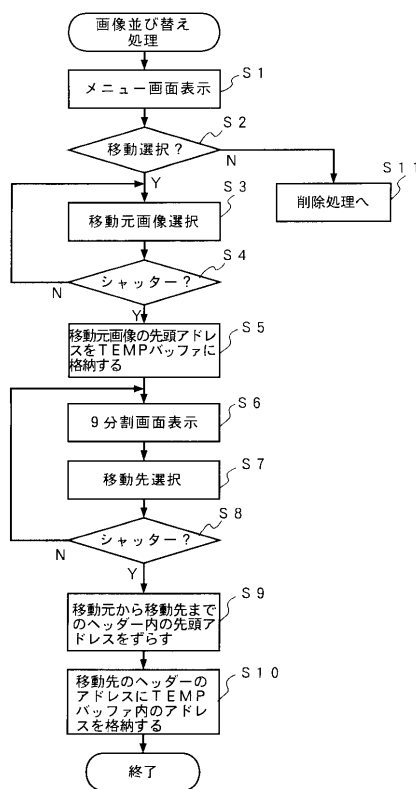 画像並び替え
処理
S1
メニュー画面表示
S2
移動選択?
N
Y
S11
削除処理へ
S3
移動元画像選択
S4
シャッター?
N
Y
S5
移動元画像の先頭アドレ
スをTEMPバッファに
格納する
S6
9分割画面表示
S7
移動先選択
S8
シャッター?
N
Y
S9
移動元から移動先まで
のヘッダー内の先頭ア
ドレスをずらす
S10
移動先のヘッダーの
アドレスにTEMP
バッファ内のアドレ
スを格納する
終了